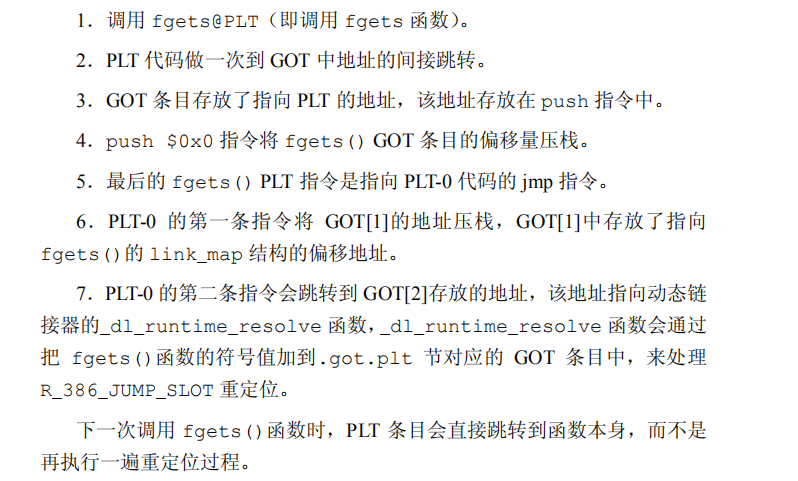 1．调用 fgets@PLT（即调用 fgets 函数）。
2．PLT 代码做一次到 GOT 中地址的间接跳转。
3．GOT 条目存放了指向 PLT 的地址，该地址存放在 push 指令中。
4．push $0x0 指令将 fgets() GOT 条目的偏移量压栈。
5．最后的 fgets() PLT 指令是指向 PLT-0 代码的 jmp 指令。
6．PLT-0 的第一条指令将 GOT[1]的地址压栈，GOT[1]中存放了指向
fgets()的 link_map 结构的偏移地址。
7．PLT-0 的第二条指令会跳转到 GOT[2]存放的地址，该地址指向动态链
接器的_dl_runtime_resolve 函数，_dl_runtime_resolve 函数会通过
把 fgets()函数的符号值加到.got.plt 节对应的 GOT 条目中，来处理
R_386_JUMP_SLOT 重定位。
下一次调用 fgets()函数时，PLT 条目会直接跳转到函数本身，而不是
再执行一遍重定位过程。